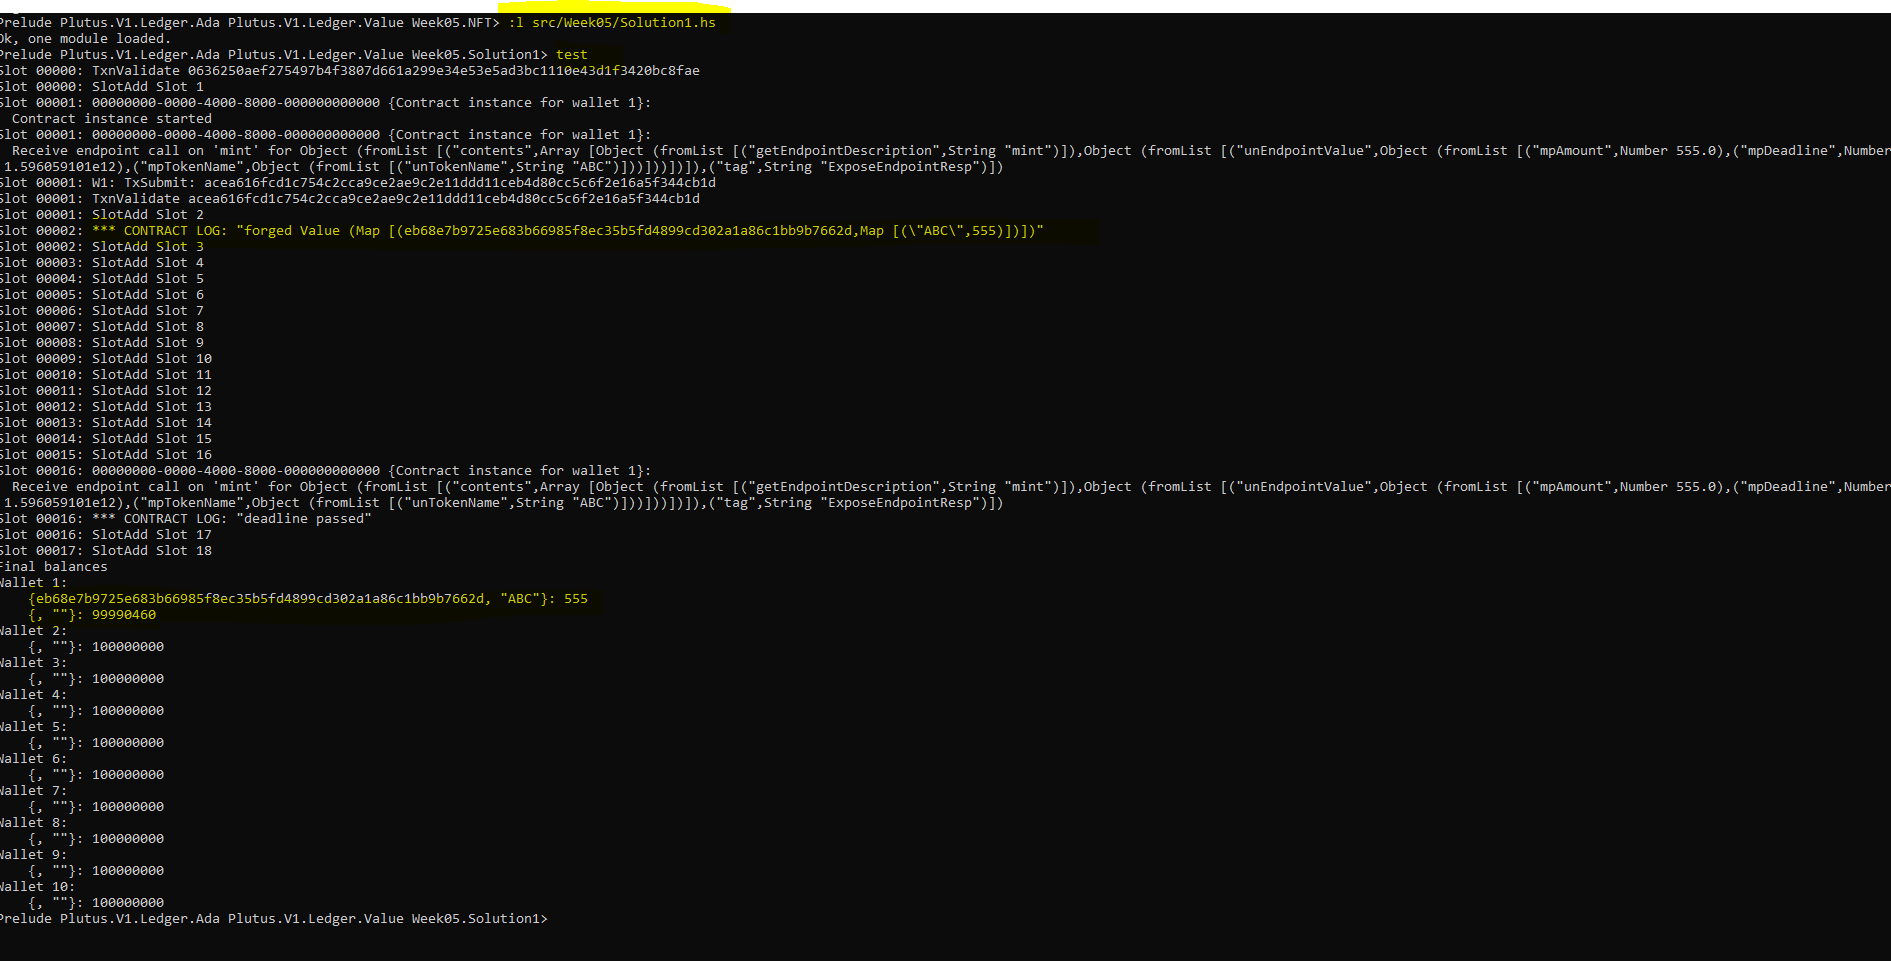 Prelude Plutus.V1.Ledger.Ada Plutus.V1.Ledger.Value Week05.NFT> :l src/Week05/Solution1.hs
Ok, one module loaded.
Prelude Plutus.V1.Ledger.Ada Plutus.V1.Ledger.Value Week05.Solution1> test
Slot 00000: TxnValidate 0636250aef275497b4f3807d661a299e34e53e5ad3bc1110e43d1f3420bc8fae
Slot 00000: SlotAdd Slot 1
Slot 00001: 00000000-0000-4000-8000-000000000000 {Contract instance for wallet 1}:
  Contract instance started
Slot 00001: 00000000-0000-4000-8000-000000000000 {Contract instance for wallet 1}:
  Receive endpoint call on 'mint' for Object (fromList [("contents",Array [Object (fromList [("getEndpointDescription",String "mint")]),Object (fromList [("unEndpointValue",Object (fromList [("mpAmount",Number 555.0),("mpDeadline",Number
 1.596059101e12),("mpTokenName",Object (fromList [("unTokenName",String "ABC")]))]))])]),("tag",String "ExposeEndpointResp")])
Slot 00001: W1: TxSubmit: acea616fcd1c754c2cca9ce2ae9c2e11ddd11ceb4d80cc5c6f2e16a5f344cb1d
Slot 00001: TxnValidate acea616fcd1c754c2cca9ce2ae9c2e11ddd11ceb4d80cc5c6f2e16a5f344cb1d
Slot 00001: SlotAdd Slot 2
Slot 00002: *** CONTRACT LOG: "forged Value (Map [(eb68e7b9725e683b66985f8ec35b5fd4899cd302a1a86c1bb9b7662d,Map [(\"ABC\",555)])])"
Slot 00002: SlotAdd Slot 3
Slot 00003: SlotAdd Slot 4
Slot 00004: SlotAdd Slot 5
Slot 00005: SlotAdd Slot 6
Slot 00006: SlotAdd Slot 7
Slot 00007: SlotAdd Slot 8
Slot 00008: SlotAdd Slot 9
Slot 00009: SlotAdd Slot 10
Slot 00010: SlotAdd Slot 11
Slot 00011: SlotAdd Slot 12
Slot 00012: SlotAdd Slot 13
Slot 00013: SlotAdd Slot 14
Slot 00014: SlotAdd Slot 15
Slot 00015: SlotAdd Slot 16
Slot 00016: 00000000-0000-4000-8000-000000000000 {Contract instance for wallet 1}:
  Receive endpoint call on 'mint' for Object (fromList [("contents",Array [Object (fromList [("getEndpointDescription",String "mint")]),Object (fromList [("unEndpointValue",Object (fromList [("mpAmount",Number 555.0),("mpDeadline",Number
 1.596059101e12),("mpTokenName",Object (fromList [("unTokenName",String "ABC")]))]))])]),("tag",String "ExposeEndpointResp")])
Slot 00016: *** CONTRACT LOG: "deadline passed"
Slot 00016: SlotAdd Slot 17
Slot 00017: SlotAdd Slot 18
Final balances
Wallet 1:
    {eb68e7b9725e683b66985f8ec35b5fd4899cd302a1a86c1bb9b7662d, "ABC"}: 555
    {, ""}: 99990460
Wallet 2:
    {, ""}: 100000000
Wallet 3:
    {, ""}: 100000000
Wallet 4:
    {, ""}: 100000000
Wallet 5:
    {, ""}: 100000000
Wallet 6:
    {, ""}: 100000000
Wallet 7:
    {, ""}: 100000000
Wallet 8:
    {, ""}: 100000000
Wallet 9:
    {, ""}: 100000000
Wallet 10:
    {, ""}: 100000000
Prelude Plutus.V1.Ledger.Ada Plutus.V1.Ledger.Value Week05.Solution1>